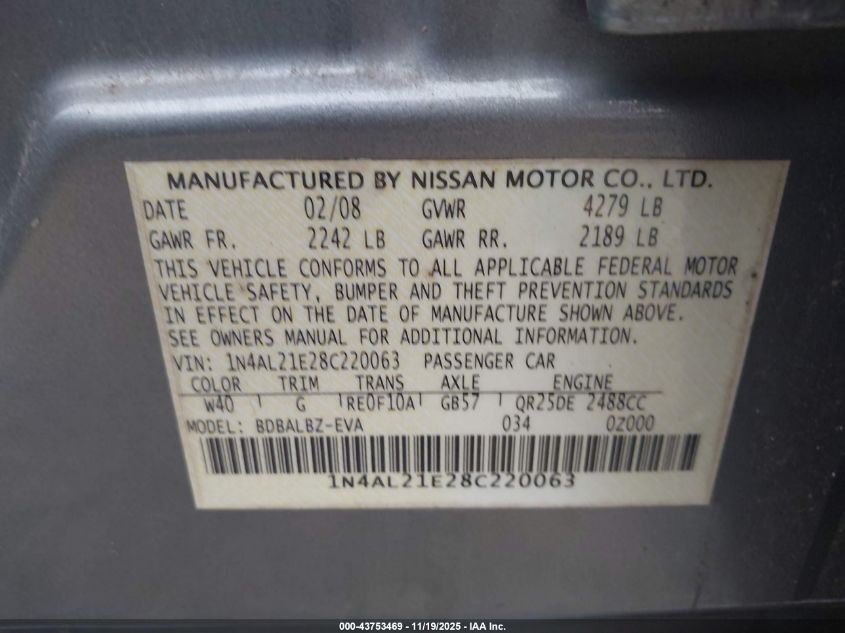 MANUFACTURED BY NISSAN MOTOR CO., LTD.
DATE 02/08 GVWR 4279 LB
GAWR FR. 2242 LB GAWR RR. 2189 LB
THIS VEHICLE CONFORMS TO ALL APPLICABLE FEDERAL MOTOR
VEHICLE SAFETY, BUMPER AND THEFT PREVENTION STANDARDS
IN EFFECT ON THE DATE OF MANUFACTURE SHOWN ABOVE.
SEE OWNERS MANUAL FOR ADDITIONAL INFORMATION.
VIN: 1N4AL21E28C220063 PASSENGER CAR
COLOR TRIM TRANS AXLE ENGINE
W40 G RE0F10A GB57 QR25DE 2488CC
MODEL: BDBALBZ-EVA 034 0Z000
1N4AL21E28C220063
000-43753469 - 11/19/2025 - IAA Inc.